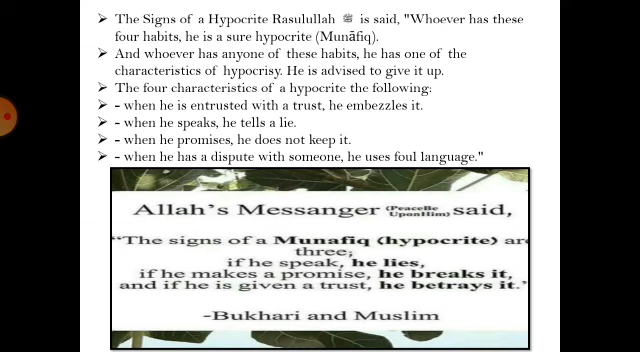 ➢ The Signs of a Hypocrite Rasulullah ﷺ is said, "Whoever has these
four habits, he is a sure hypocrite (Munāfiq).
➢ And whoever has anyone of these habits, he has one of the
characteristics of hypocrisy. He is advised to give it up.
➢ The four characteristics of a hypocrite the following:
➢ - when he is entrusted with a trust, he embezzles it.
➢ - when he speaks, he tells a lie.
➢ - when he promises, he does not keep it.
➢ - when he has a dispute with someone, he uses foul language."
Allah's Messanger (PeaceBe UponHim) said,
"The signs of a Munafiq (hypocrite) are
three;
if he speak, he lies,
if he makes a promise, he breaks it,
and if he is given a trust, he betrays it."
-Bukhari and Muslim